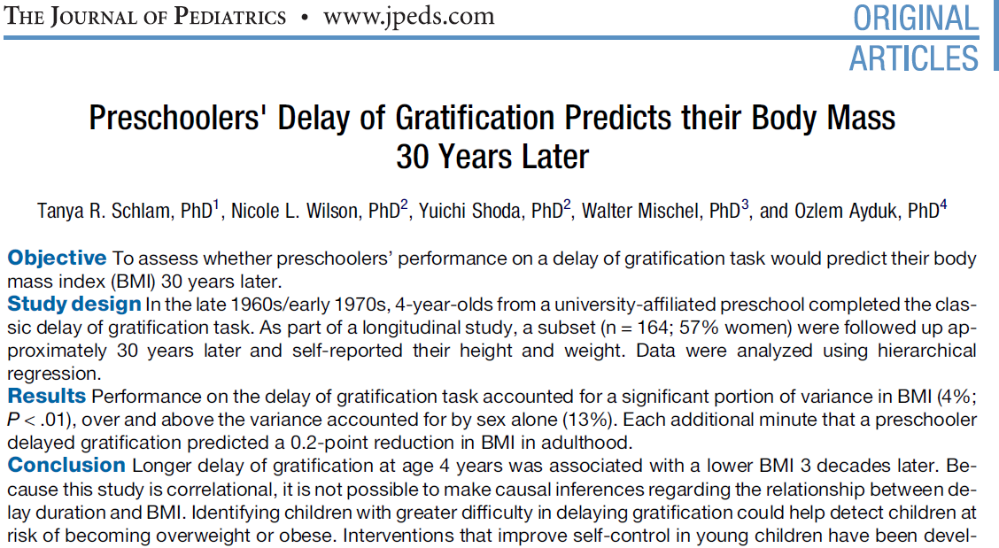 THE JOURNAL OF PEDIATRICS • www.jpeds.com
ORIGINAL
ARTICLES
Preschoolers' Delay of Gratification Predicts their Body Mass
30 Years Later
Tanya R. Schlam, PhD1, Nicole L. Wilson, PhD2, Yuichi Shoda, PhD2, Walter Mischel, PhD3, and Ozlem Ayduk, PhD4
Objective To assess whether preschoolers' performance on a delay of gratification task would predict their body
mass index (BMI) 30 years later.
Study design In the late 1960s/early 1970s, 4-year-olds from a university-affiliated preschool completed the clas-
sic delay of gratification task. As part of a longitudinal study, a subset (n = 164; 57% women) were followed up ap-
proximately 30 years later and self-reported their height and weight. Data were analyzed using hierarchical
regression.
Results Performance on the delay of gratification task accounted for a significant portion of variance in BMI (4%;
P < .01), over and above the variance accounted for by sex alone (13%). Each additional minute that a preschooler
delayed gratification predicted a 0.2-point reduction in BMI in adulthood.
Conclusion Longer delay of gratification at age 4 years was associated with a lower BMI 3 decades later. Be-
cause this study is correlational, it is not possible to make causal inferences regarding the relationship between de-
lay duration and BMI. Identifying children with greater difficulty in delaying gratification could help detect children at
risk of becoming overweight or obese. Interventions that improve self-control in young children have been devel-